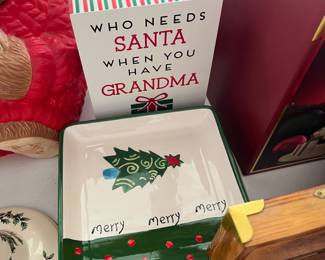 WHO NEEDS
SANTA
WHEN YOU
HAVE
GRANDMA
merry merry merry